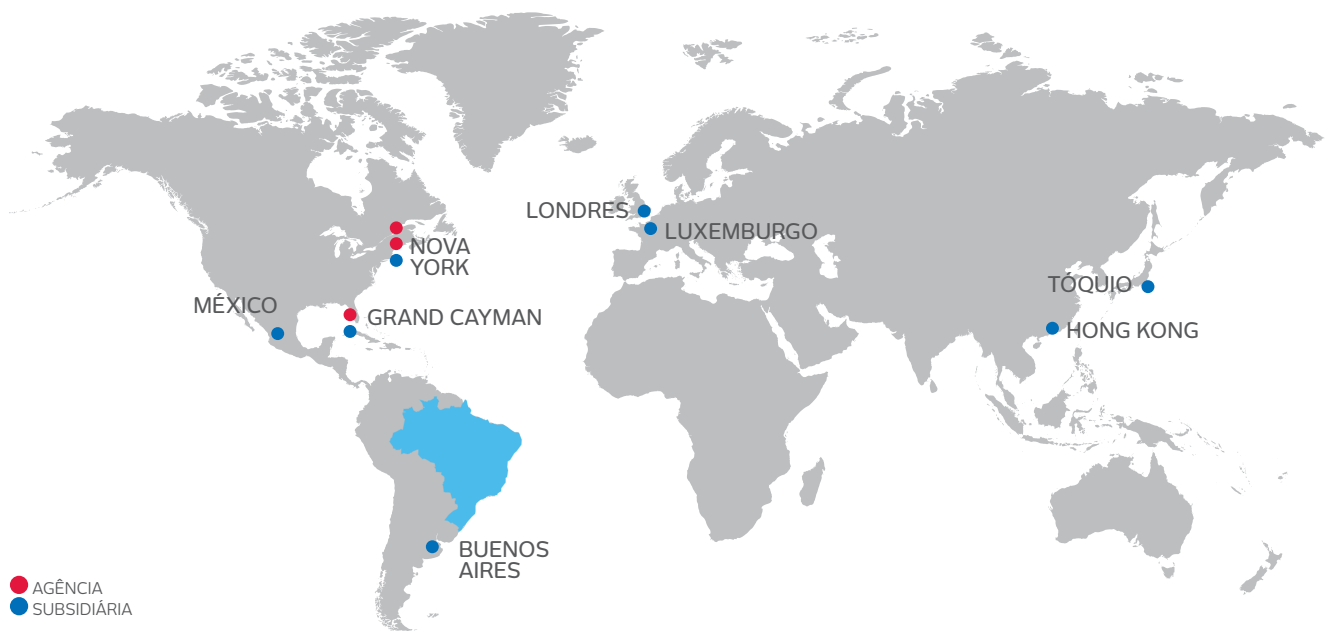 LONDRES
LUXEMBURGO
NOVA
YORK
TÓQUIO
MÉXICO
GRAND CAYMAN
HONG KONG
BUENOS
AIRES
AGÊNCIA
SUBSIDIÁRIA